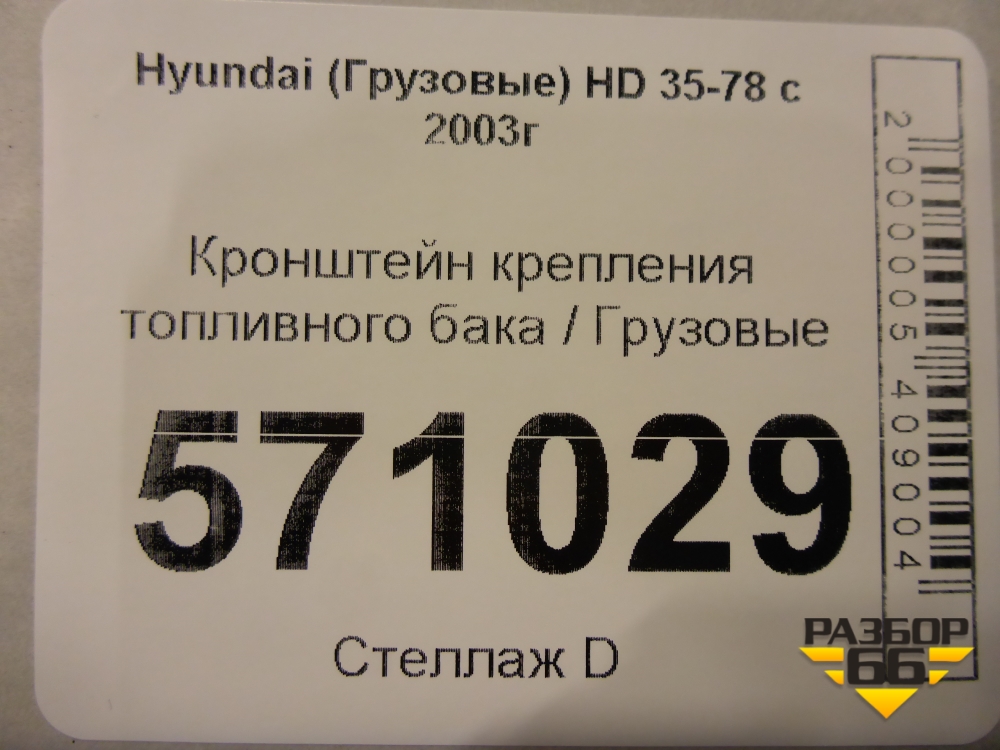 Hyundai (Грузовые) HD 35-78 с
2003г
Кронштейн крепления
топливного бака / Грузовые
571029
Стеллаж D
2000005409004
РАЗБОР
66